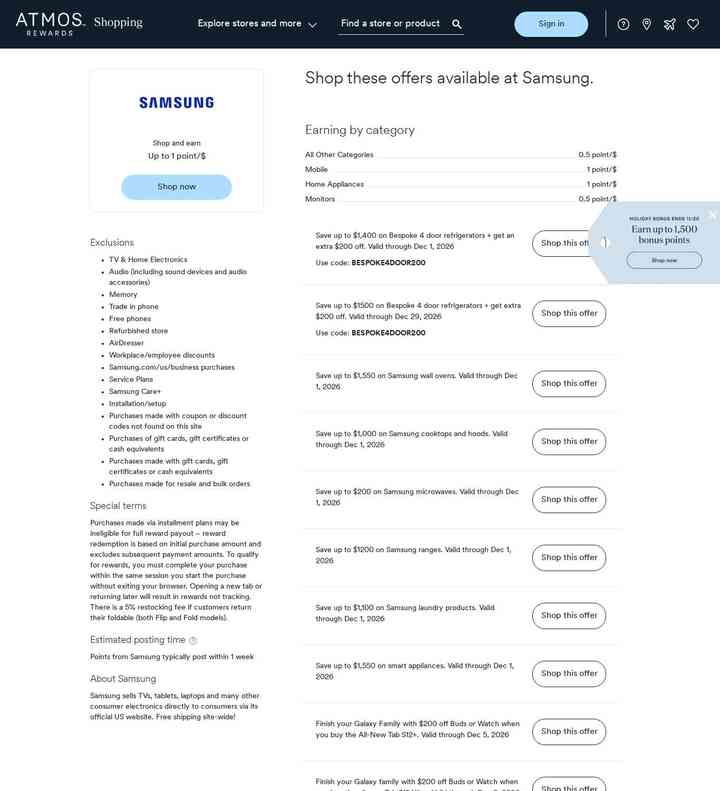 ATMOS REWARDS Shopping
Explore stores and more
Find a store or product
Sign in
SAMSUNG
Shop and earn
Up to 1 point/$
Shop now
Exclusions
• TV & Home Electronics
• Audio (including sound devices and audio
accessories)
• Memory
• Trade in phone
• Free phones
• Refurbished store
• AirDresser
• Workplace/employee discounts
• Samsung.com/us/business purchases
• Service Plans
• Samsung Care+
• Installation/setup
• Purchases made with coupon or discount
codes not found on this site
• Purchases of gift cards, gift certificates or
cash equivalents
• Purchases made with gift cards, gift
certificates or cash equivalents
• Purchases made for resale and bulk orders
Special terms
Purchases made via installment plans may be
ineligible for full reward payout – reward
redemption is based on initial purchase amount and
excludes subsequent payment amounts. To qualify
for rewards, you must complete your purchase
within the same session you start the purchase
without exiting your browser. Opening a new tab or
returning later will result in rewards not tracking.
There is a 5% restocking fee if customers return
their foldable (both Flip and Fold models).
Estimated posting time ?
Points from Samsung typically post within 1 week
About Samsung
Samsung sells TVs, tablets, laptops and many other
consumer electronics directly to consumers via its
official US website. Free shipping site-wide!
Shop these offers available at Samsung.
Earning by category
All Other Categories 0.5 point/$
Mobile 1 point/$
Home Appliances 1 point/$
Monitors 0.5 point/$
Save up to $1,400 on Bespoke 4 door refrigerators + get an
extra $200 off. Valid through Dec 1, 2026
Use code: BESPOKE4DOOR200
Shop this off
HOLIDAY BONUS ENDS 11/30
Earn up to 1,500
bonus points
Shop now
Save up to $1500 on Bespoke 4 door refrigerators + get extra
$200 off. Valid through Dec 29, 2026
Use code: BESPOKE4DOOR200
Shop this offer
Save up to $1,550 on Samsung wall ovens. Valid through Dec
1, 2026
Shop this offer
Save up to $1,000 on Samsung cooktops and hoods. Valid
through Dec 1, 2026
Shop this offer
Save up to $200 on Samsung microwaves. Valid through Dec
1, 2026
Shop this offer
Save up to $1200 on Samsung ranges. Valid through Dec 1,
2026
Shop this offer
Save up to $1,100 on Samsung laundry products. Valid
through Dec 1, 2026
Shop this offer
Save up to $1,550 on smart appliances. Valid through Dec 1,
2026
Shop this offer
Finish your Galaxy Family with $200 off Buds or Watch when
you buy the All-New Tab S12+. Valid through Dec 5, 2026
Shop this offer
Finish your Galaxy family with $200 off Buds or Watch when
Shop this offer